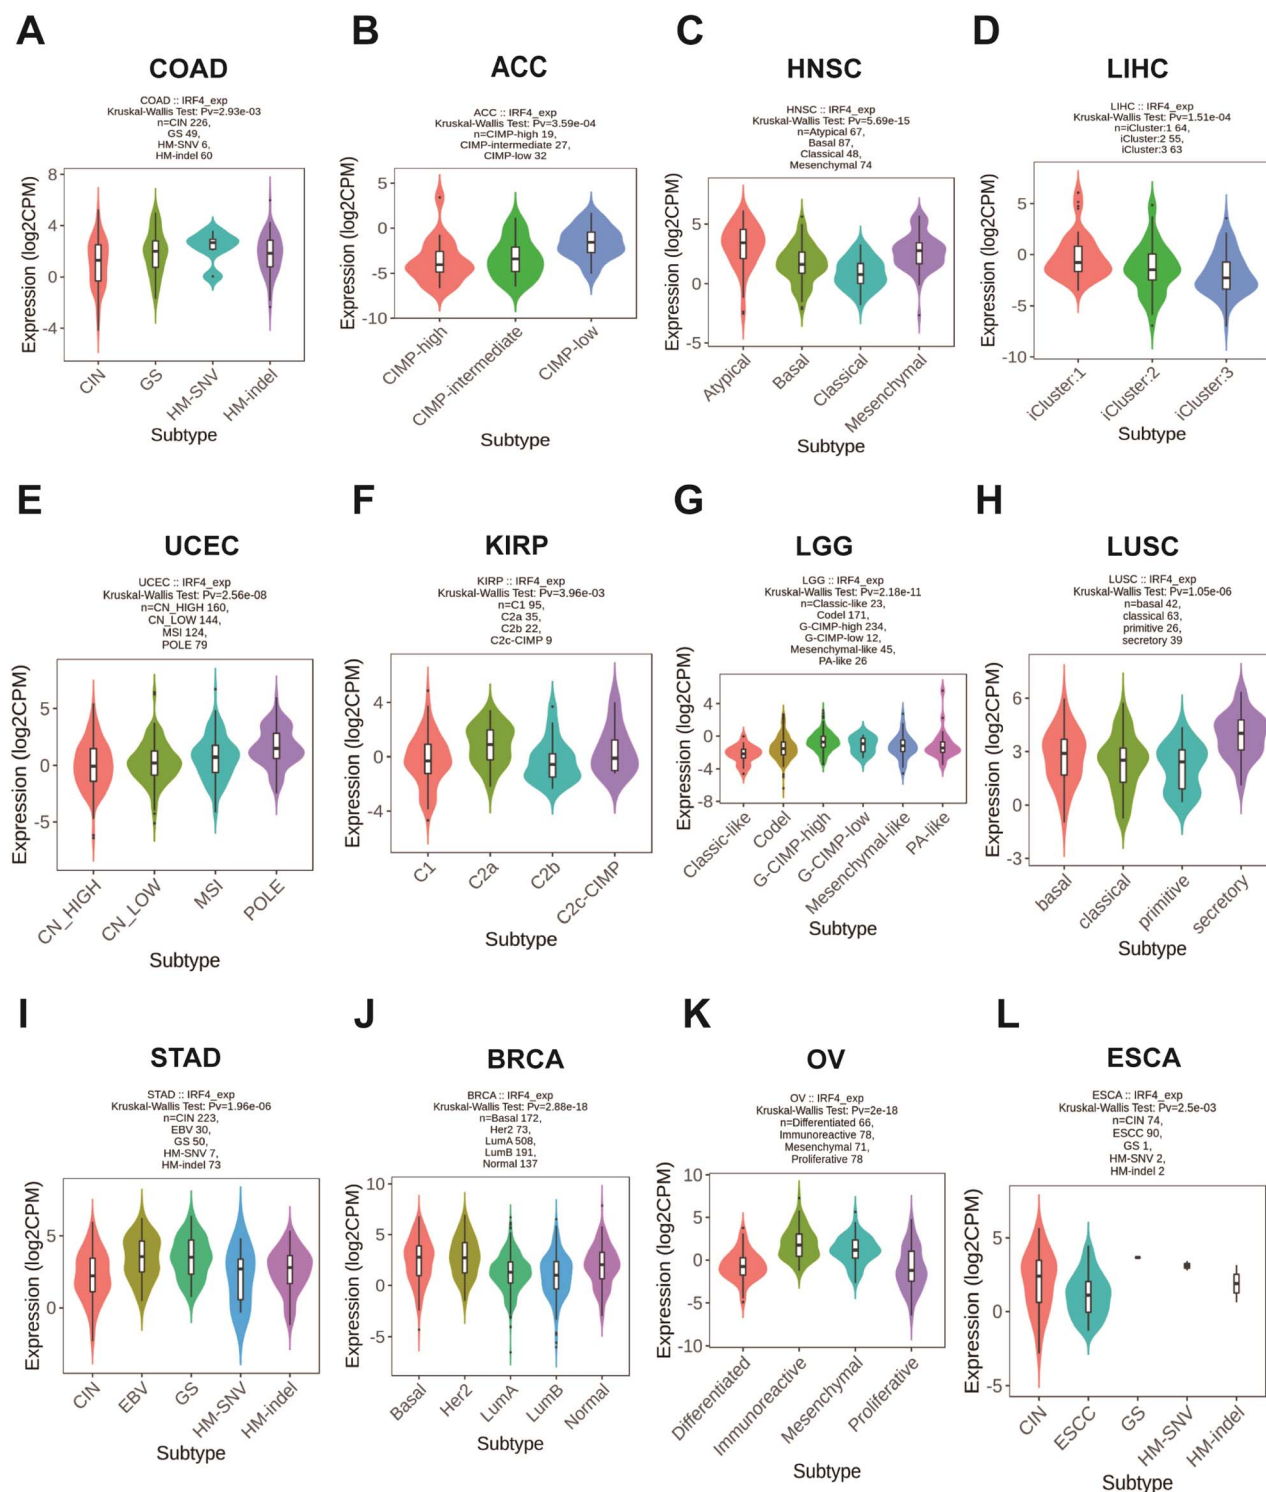 A
COAD
COAD :: IRF4_exp
Kruskal-Wallis Test: Pv=2.93e-03
n=CIN 226,
GS 49,
HM-SNV 6,
HM-indel 60
Expression (log2CPM)
8
4
0
-4
CIN
GS
HM-SNV
HM-indel
Subtype
B
ACC
ACC :: IRF4_exp
Kruskal-Wallis Test: Pv=3.59e-04
n=CIMP-high 19,
CIMP-intermediate 27,
CIMP-low 32
Expression (log2CPM)
5
0
-5
-10
CIMP-high
CIMP-intermediate
CIMP-low
Subtype
C
HNSC
HNSC :: IRF4_exp
Kruskal-Wallis Test: Pv=5.69e-15
n=Atypical 67,
Basal 87,
Classical 48,
Mesenchymal 74
Expression (log2CPM)
5
0
-5
Atypical
Basal
Classical
Mesenchymal
Subtype
D
LIHC
LIHC :: IRF4_exp
Kruskal-Wallis Test: Pv=1.51e-04
n=iCluster:1 64,
iCluster:2 55,
iCluster:3 63
Expression (log2CPM)
5
0
-5
-10
iCluster:1
iCluster:2
iCluster:3
Subtype
E
UCEC
UCEC :: IRF4_exp
Kruskal-Wallis Test: Pv=2.56e-08
n=CN_HIGH 160,
CN_LOW 144,
MSI 124,
POLE 79
Expression (log2CPM)
5
0
-5
CN_HIGH
CN_LOW
MSI
POLE
Subtype
F
KIRP
KIRP :: IRF4_exp
Kruskal-Wallis Test: Pv=3.96e-03
n=C1 95,
C2a 35,
C2b 22,
C2c-CIMP 9
Expression (log2CPM)
4
0
-4
C1
C2a
C2b
C2c-CIMP
Subtype
G
LGG
LGG :: IRF4_exp
Kruskal-Wallis Test: Pv=2.18e-11
n=Classic-like 23,
Codel 171,
G-CIMP-high 234,
G-CIMP-low 12,
Mesenchymal-like 45,
PA-like 26
Expression (log2CPM)
4
0
-4
-8
Classic-like
Codel
G-CIMP-high
G-CIMP-low
Mesenchymal-like
PA-like
Subtype
H
LUSC
LUSC :: IRF4_exp
Kruskal-Wallis Test: Pv=1.05e-06
n=basal 42,
classical 63,
primitive 26,
secretory 39
Expression (log2CPM)
6
3
0
-3
basal
classical
primitive
secretory
Subtype
I
STAD
STAD :: IRF4_exp
Kruskal-Wallis Test: Pv=1.96e-06
n=CIN 223,
EBV 30,
GS 50,
HM-SNV 7,
HM-indel 73
Expression (log2CPM)
5
0
CIN
EBV
GS
HM-SNV
HM-indel
Subtype
J
BRCA
BRCA :: IRF4_exp
Kruskal-Wallis Test: Pv=2.88e-18
n=Basal 172,
Her2 73,
LumA 508,
LumB 191,
Normal 137
Expression (log2CPM)
10
5
0
-5
Basal
Her2
LumA
LumB
Normal
Subtype
K
OV
OV :: IRF4_exp
Kruskal-Wallis Test: Pv=2e-18
n=Differentiated 66,
Immunoreactive 78,
Mesenchymal 71,
Proliferative 78
Expression (log2CPM)
10
5
0
-5
-10
Differentiated
Immunoreactive
Mesenchymal
Proliferative
Subtype
L
ESCA
ESCA :: IRF4_exp
Kruskal-Wallis Test: Pv=2.5e-03
n=CIN 74,
ESCC 90,
GS 1,
HM-SNV 2,
HM-indel 2
Expression (log2CPM)
5
0
-5
CIN
ESCC
GS
HM-SNV
HM-indel
Subtype